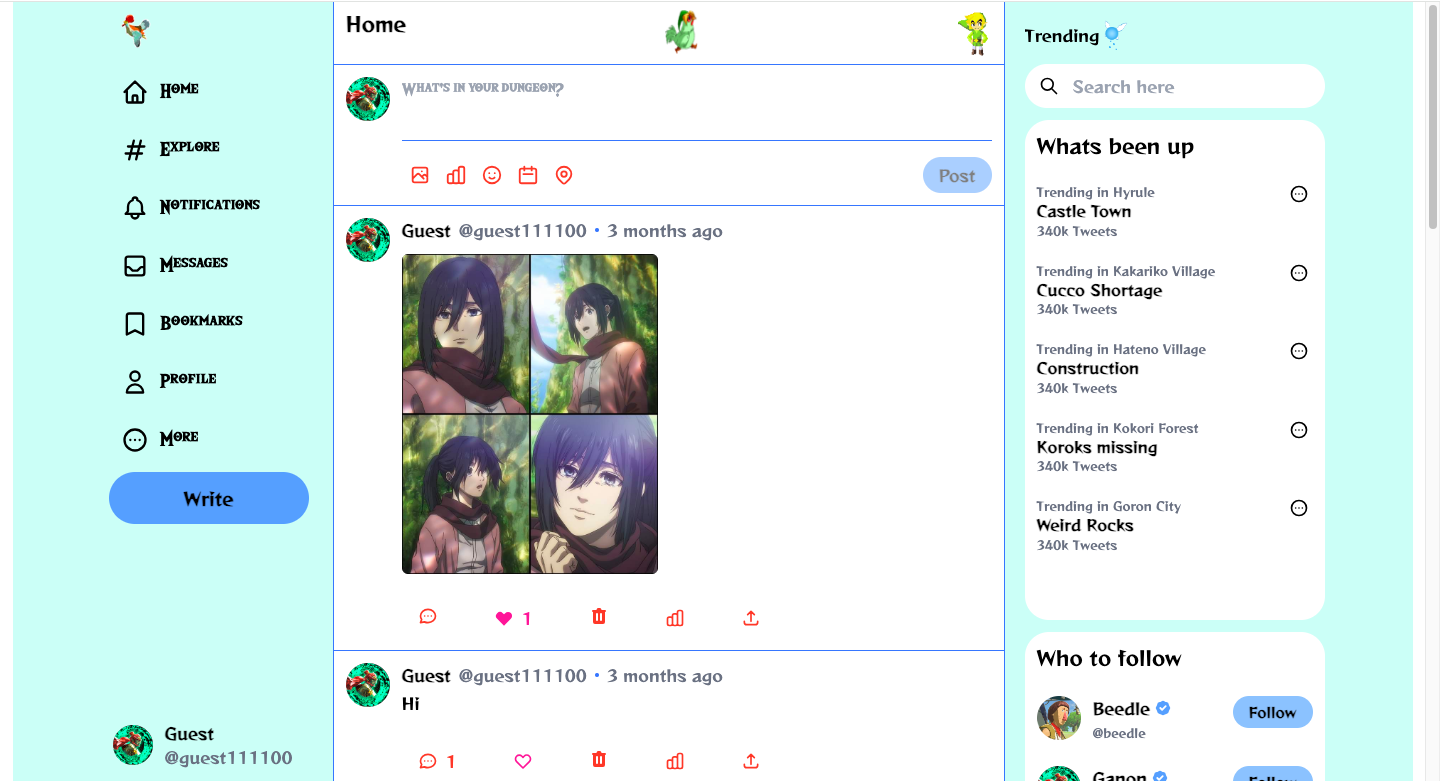 Home
Explore
Notifications
Messages
Bookmarks
Profile
More
Write
Guest
@guest111100
Home
What's in your dungeon?
Post
Guest @guest111100 • 3 months ago
1
Guest @guest111100 • 3 months ago
Hi
1
Trending
Search here
Whats been up
Trending in Hyrule
Castle Town
340k Tweets
Trending in Kakariko Village
Cucco Shortage
340k Tweets
Trending in Hateno Village
Construction
340k Tweets
Trending in Kokori Forest
Koroks missing
340k Tweets
Trending in Goron City
Weird Rocks
340k Tweets
Who to follow
Beedle
@beedle
Follow
Ganon
Follow